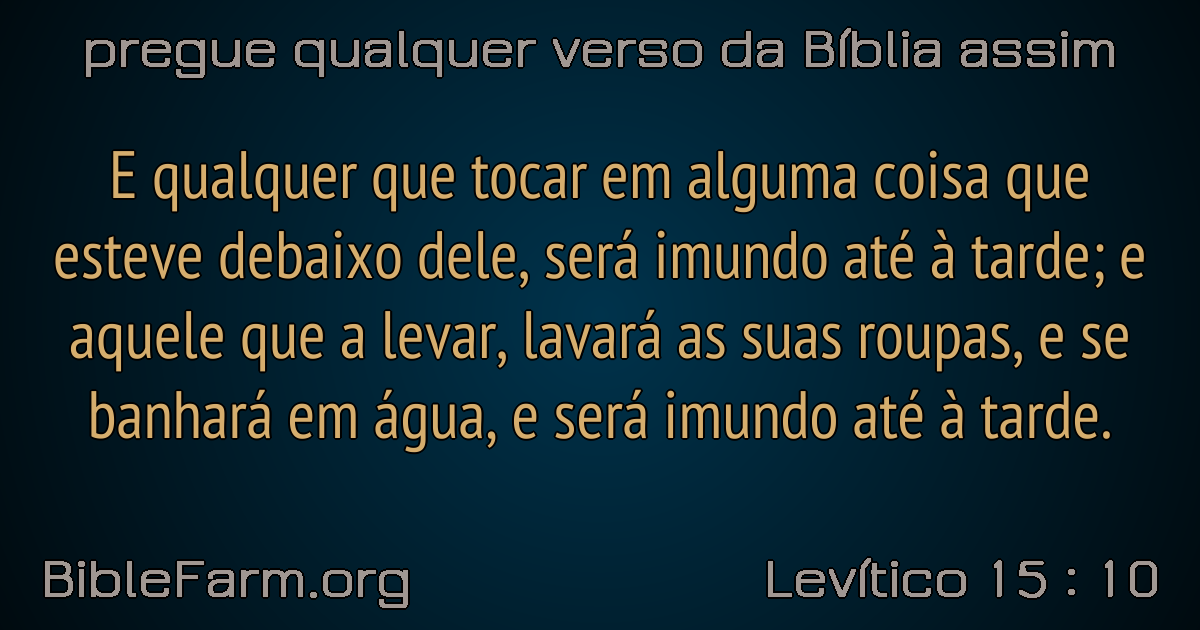 pregue qualquer verso da Bíblia assim
E qualquer que tocar em alguma coisa que
esteve debaixo dele, será imundo até à tarde; e
aquele que a levar, lavará as suas roupas, e se
banhará em água, e será imundo até à tarde.
BibleFarm.org
Levítico 15 : 10